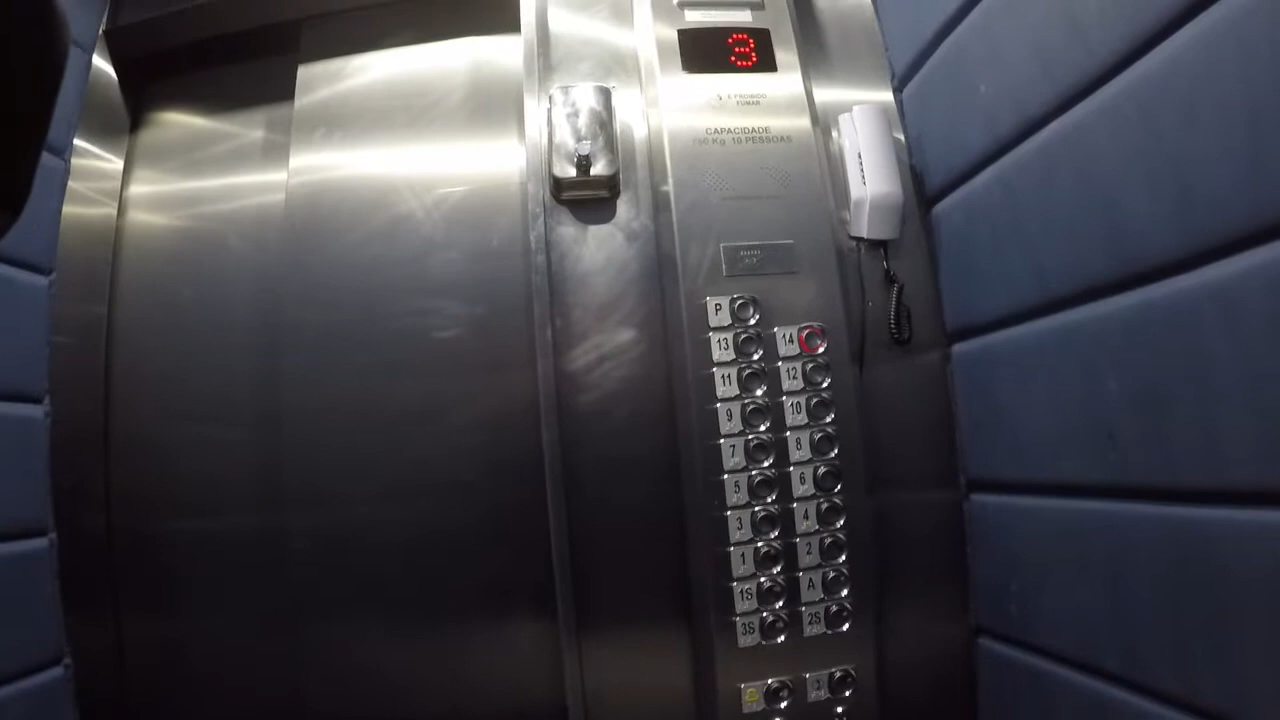 3
É PROIBIDO
FUMAR
CAPACIDADE
750 Kg 10 PESSOAS
P
13 14
11 12
9 10
7 8
5 6
3 4
1 2
1S A
3S 2S